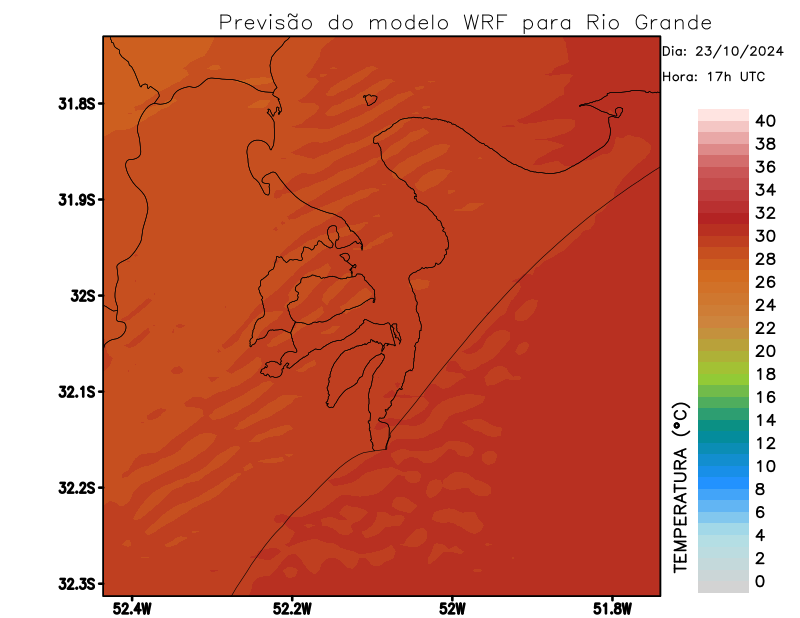 Previsão do modelo WRF para Rio Grande
Dia: 23/10/2024
Hora: 17h UTC
31.8S
31.9S
32S
32.1S
32.2S
32.3S
52.4W
52.2W
52W
51.8W
TEMPERATURA (°C)
40
38
36
34
32
30
28
26
24
22
20
18
16
14
12
10
8
6
4
2
0